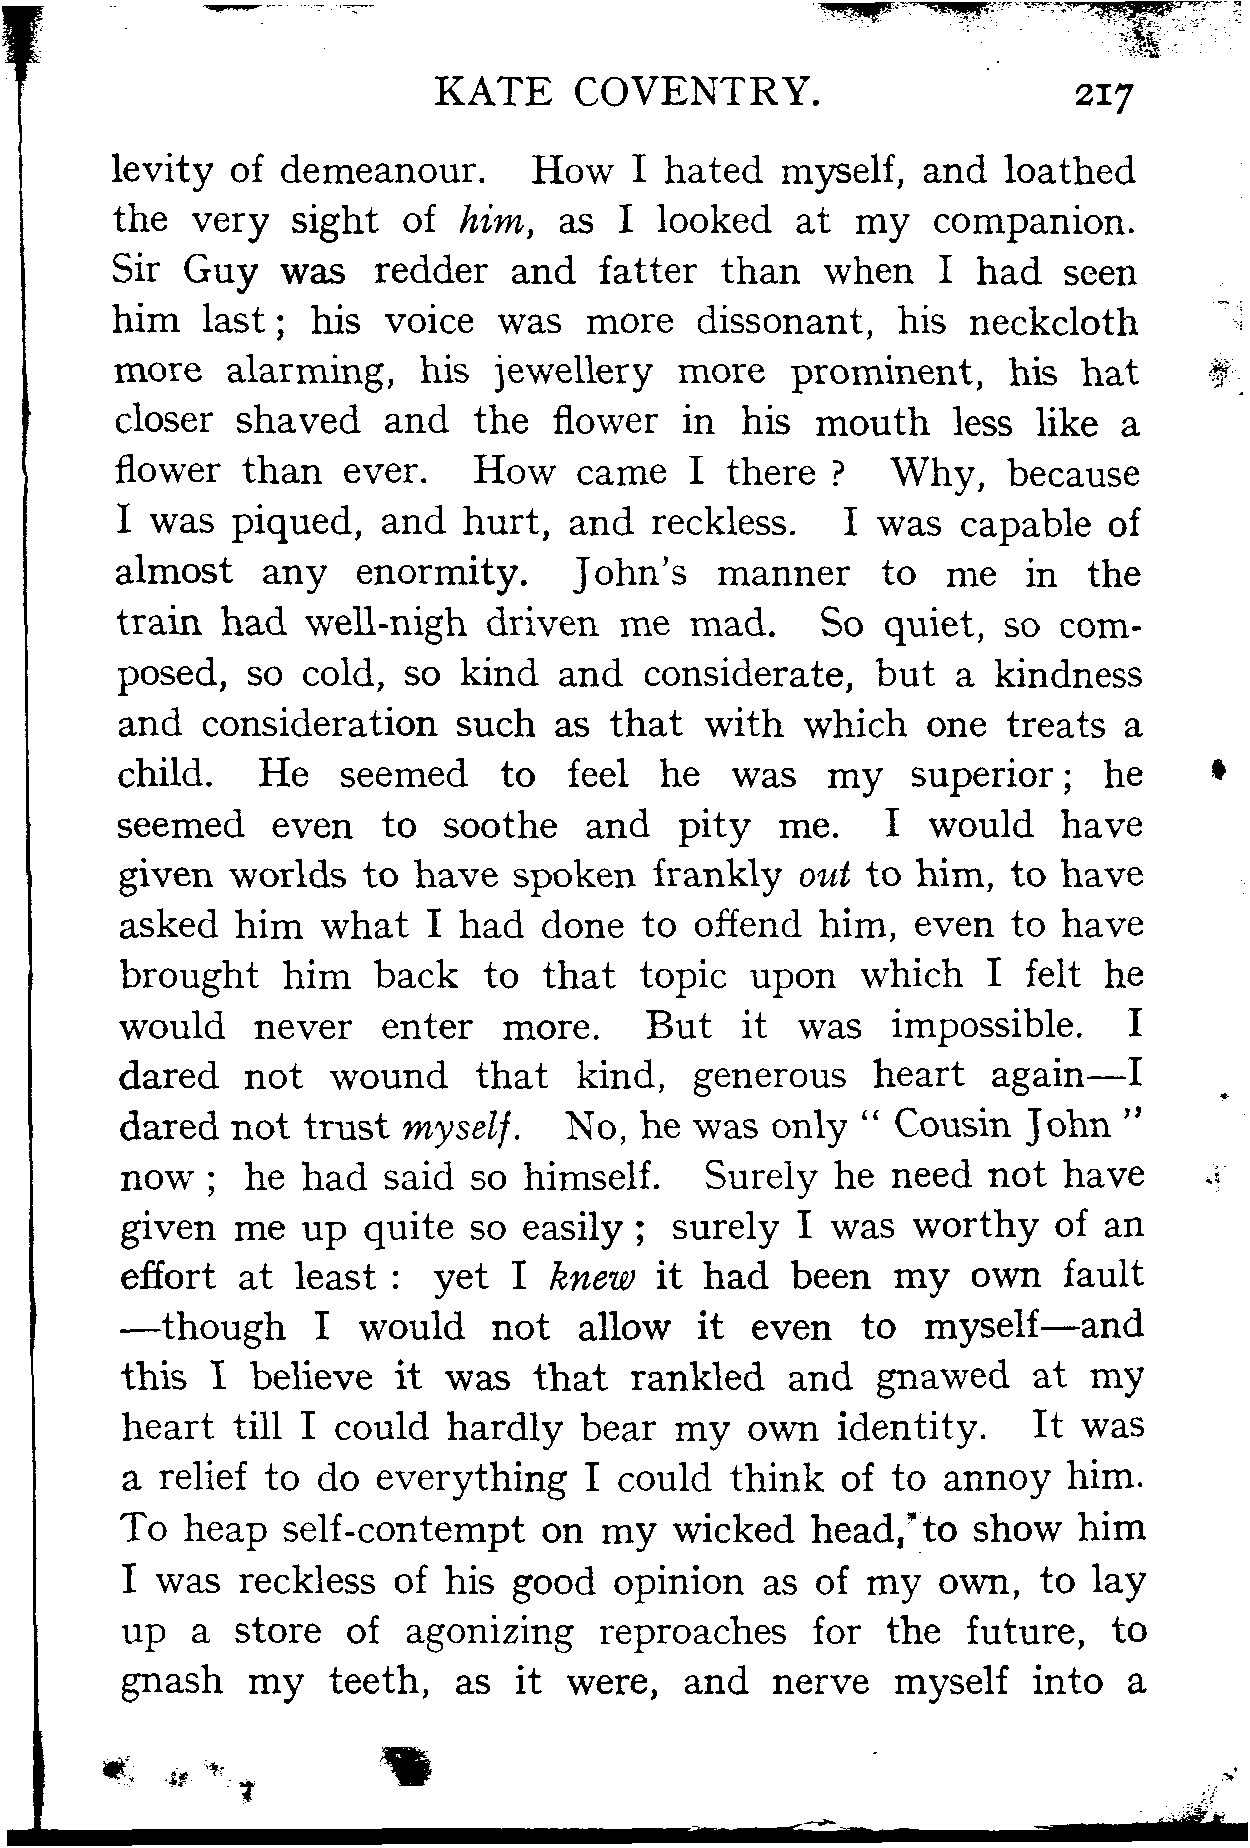 KATE COVENTRY. 217
levity of demeanour. How I hated myself, and loathed
the very sight of him, as I looked at my companion.
Sir Guy was redder and fatter than when I had seen
him last ; his voice was more dissonant, his neckcloth
more alarming, his jewellery more prominent, his hat
closer shaved and the flower in his mouth less like a
flower than ever. How came I there ? Why, because
I was piqued, and hurt, and reckless. I was capable of
almost any enormity. John's manner to me in the
train had well-nigh driven me mad. So quiet, so com-
posed, so cold, so kind and considerate, but a kindness
and consideration such as that with which one treats a
child. He seemed to feel he was my superior ; he
seemed even to soothe and pity me. I would have
given worlds to have spoken frankly out to him, to have
asked him what I had done to offend him, even to have
brought him back to that topic upon which I felt he
would never enter more. But it was impossible. I
dared not wound that kind, generous heart again—I
dared not trust myself. No, he was only " Cousin John "
now ; he had said so himself. Surely he need not have
given me up quite so easily ; surely I was worthy of an
effort at least : yet I knew it had been my own fault
—though I would not allow it even to myself—and
this I believe it was that rankled and gnawed at my
heart till I could hardly bear my own identity. It was
a relief to do everything I could think of to annoy him.
To heap self-contempt on my wicked head, to show him
I was reckless of his good opinion as of my own, to lay
up a store of agonizing reproaches for the future, to
gnash my teeth, as it were, and nerve myself into a